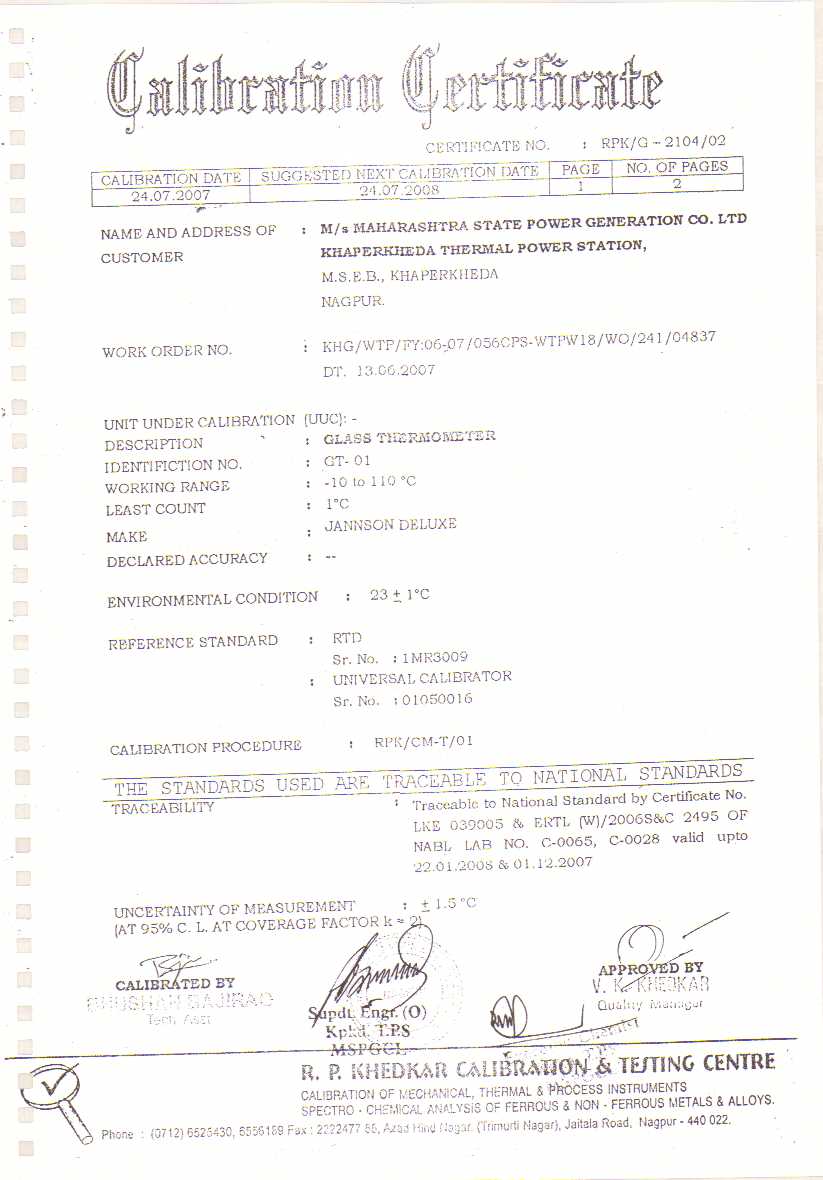 Calibration Certificate
CERTIFICATE NO. : RPK/G - 2104/02
CALIBRATION DATE SUGGESTED NEXT CALIBRATION DATE PAGE NO. OF PAGES
24.07.2007 24.07.2008 1 2
NAME AND ADDRESS OF : M/s MAHARASHTRA STATE POWER GENERATION CO. LTD
CUSTOMER KHAPERKHEDA THERMAL POWER STATION,
M.S.E.B., KHAPERKHEDA
NAGPUR.
WORK ORDER NO. : KHG/WTP/FY:06-07/056CPS-WTPW18/WO/241/04837
DT. 13.06.2007
UNIT UNDER CALIBRATION (UUC): -
DESCRIPTION : GLASS THERMOMETER
IDENTIFICTION NO. : GT- 01
WORKING RANGE : -10 to 110 °C
LEAST COUNT : 1°C
MAKE : JANNSON DELUXE
DECLARED ACCURACY : --
ENVIRONMENTAL CONDITION : 23 ± 1°C
REFERENCE STANDARD : RTD
Sr. No. : 1MR3009
: UNIVERSAL CALIBRATOR
Sr. No. : 01050016
CALIBRATION PROCEDURE : RPK/CM-T/01
THE STANDARDS USED ARE TRACEABLE TO NATIONAL STANDARDS
TRACEABILITY : Traceable to National Standard by Certificate No.
LKE 039005 & ERTL (W)/2006S&C 2495 OF
NABL LAB NO. C-0065, C-0028 valid upto
22.01.2008 & 01.12.2007
UNCERTAINTY OF MEASUREMENT : ± 1.5 °C
(AT 95% C. L. AT COVERAGE FACTOR k = 2)
CALIBRATED BY APPROVED BY
BHUSHAN BAJIRAO V. K. KHEDKAR
Tech. Asst Supdt. Engr. (O) Quality Manager
Kphd. T.P.S
MSPGCL
R. P. KHEDKAR CALIBRATION & TESTING CENTRE
CALIBRATION OF MECHANICAL, THERMAL & PROCESS INSTRUMENTS
SPECTRO - CHEMICAL ANALYSIS OF FERROUS & NON - FERROUS METALS & ALLOYS.
Phone : (0712) 6525430, 6556189 Fax : 2222477 55, Azad Hind Nagar, (Trimurti Nagar), Jaitala Road, Nagpur - 440 022.